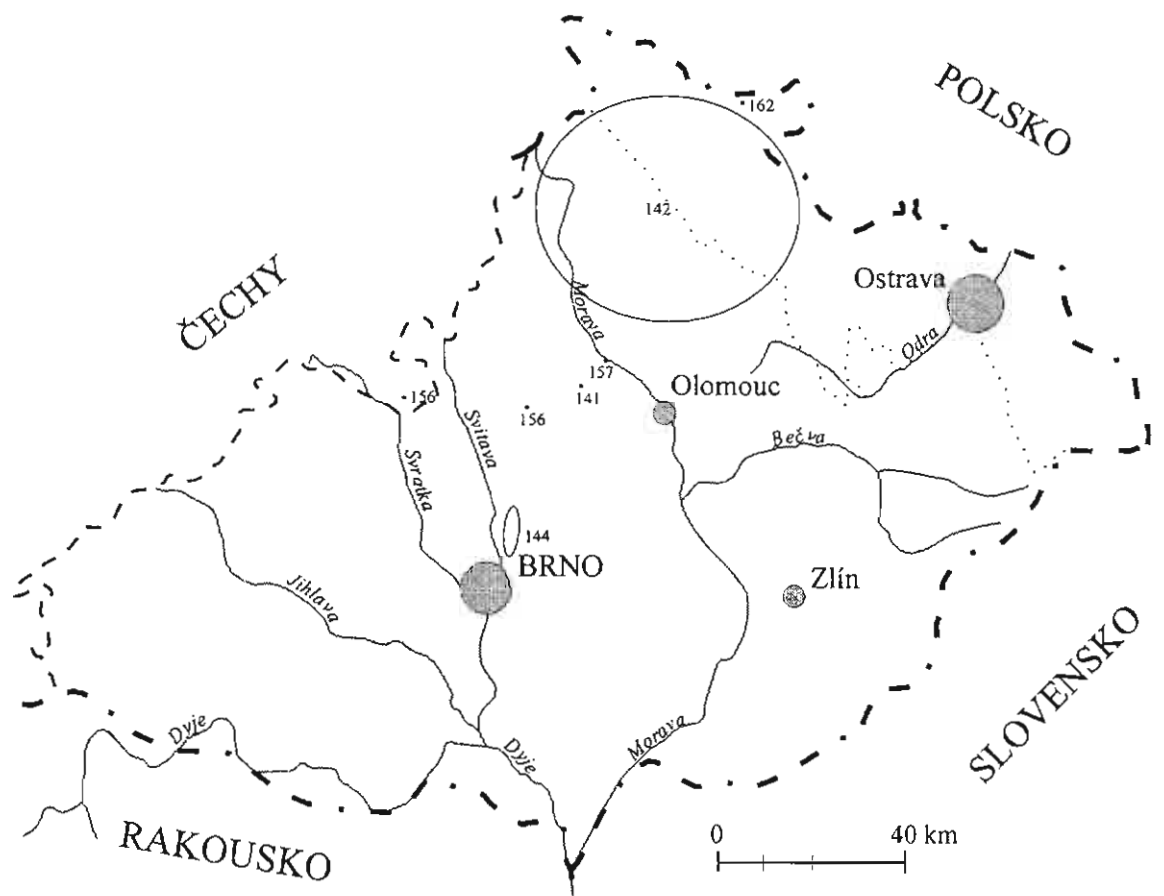 POLSKO
162
142
ČECHY
Ostrava
Morava
Odra
157
Olomouc
141
156
156
Svitava
Bečva
Svratka
144
BRNO
Zlín
Jihlava
SLOVENSKO
Dyje
Morava
Dyje
RAKOUSKO
0 40 km